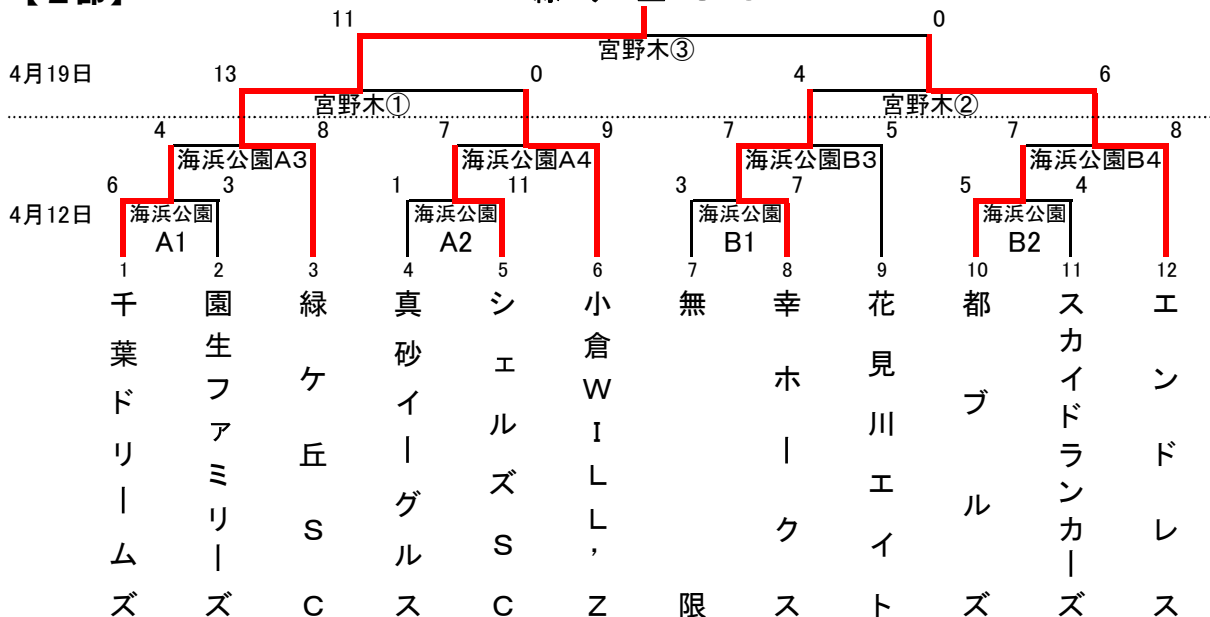 11
0
宮野木③
4月19日
13
0
4
6
宮野木①
宮野木②
4
8
7
9
7
5
7
8
海浜公園A3
海浜公園A4
海浜公園B3
海浜公園B4
6
3
1
11
3
7
5
4
4月12日
海浜公園
A1
海浜公園
A2
海浜公園
B1
海浜公園
B2
1
2
3
4
5
6
7
8
9
10
11
12
千葉ドリームズ
園生ファミリーズ
緑ケ丘SC
真砂イーグルス
シェルズSC
小倉WILL’Z
無限
幸ホークス
花見川エイト
都ブルズ
スカイドランカーズ
エンドレス